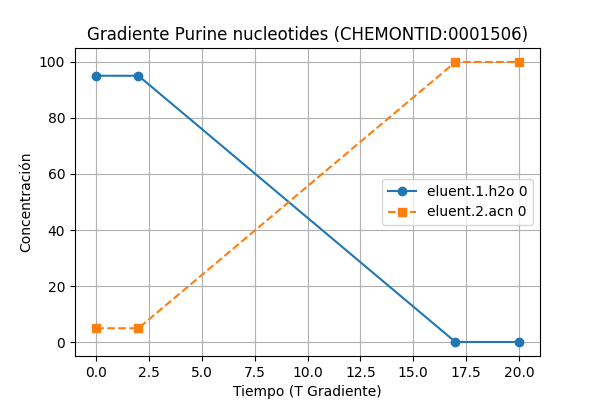 Gradiente Purine nucleotides (CHEMONTID:0001506)
Concentración
100
80
60
40
20
0
eluent.1.h2o 0
eluent.2.acn 0
0.0 2.5 5.0 7.5 10.0 12.5 15.0 17.5 20.0
Tiempo (T Gradiente)